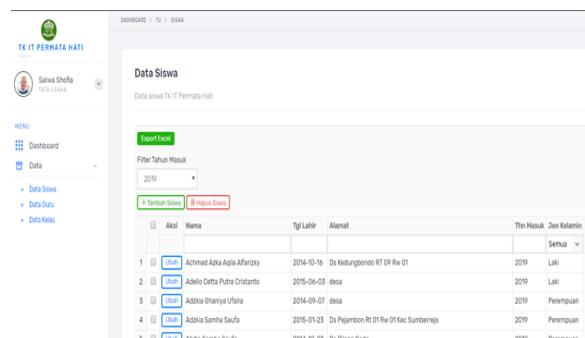 DASHBOARD / TU / SISWA
TK IT PERMATA HATI
Salwa Shofia
TATA USAHA
MENU
Dashboard
Data
Data Siswa
Data Guru
Data Kelas
Data Siswa
Data siswa TK IT Permata Hati
Export Excel
Filter Tahun Masuk
2019
+ Tambah Siswa Hapus Siswa
Aksi Nama Tgl Lahir Alamat Thn Masuk Jen Kelamin
Semua
1 Ubah Achmad Azka Aqila Alfarizky 2014-10-16 Ds Kedungbondo RT 09 Rw 01 2019 Laki
2 Ubah Adelio Cetta Putra Cristanto 2015-06-03 desa 2019 Laki
3 Ubah Adzkia Ghaniya Ufaira 2014-09-07 desa 2019 Perempuan
4 Ubah Adzkia Samha Saufa 2015-01-23 Ds Pejambon Rt 01 Rw 01 Kec Sumberrejo 2019 Perempuan